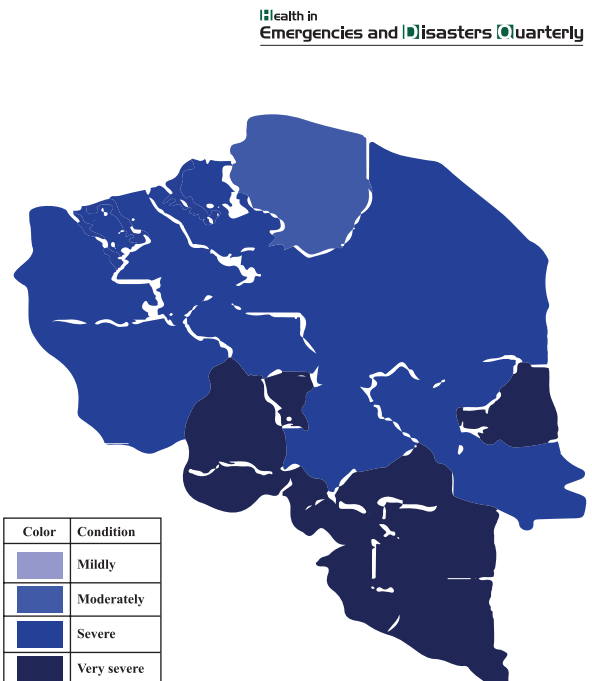 Health in
Emergencies and Disasters Quarterly
Color Condition
Mildly
Moderately
Severe
Very severe